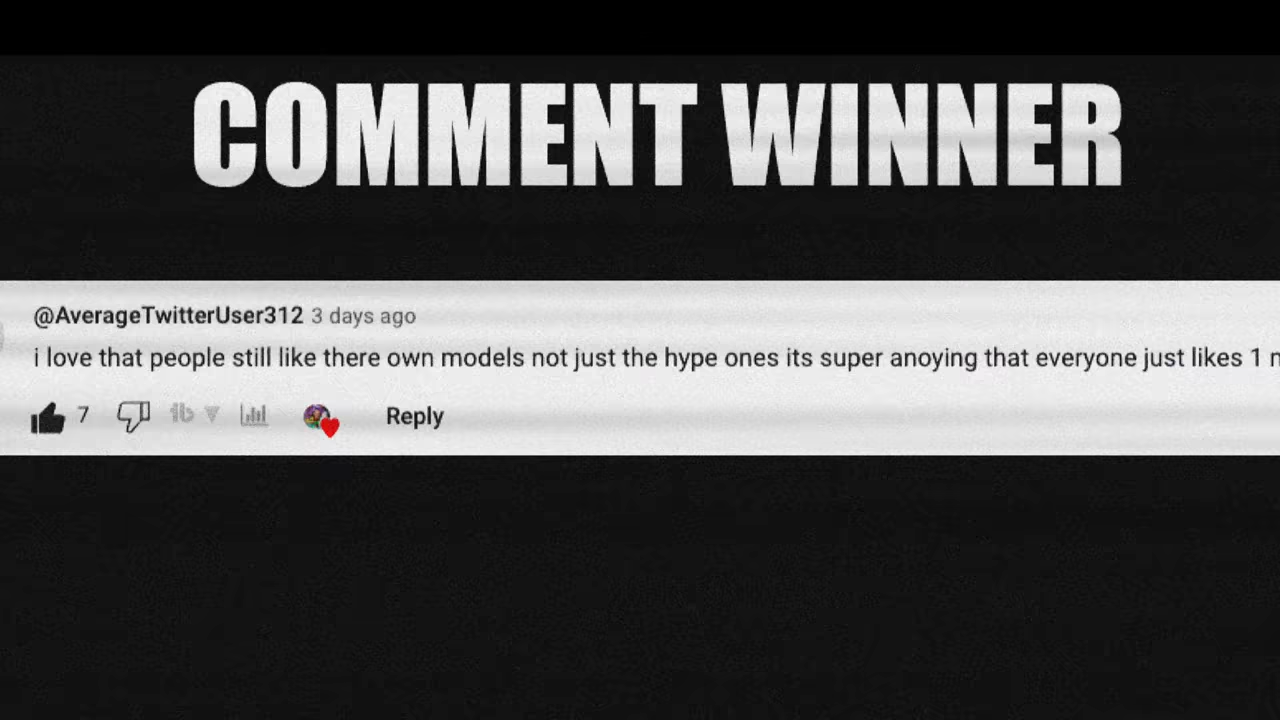 COMMENT WINNER
@AverageTwitterUser312 3 days ago
i love that people still like there own models not just the hype ones its super anoying that everyone just likes 1
7 Reply